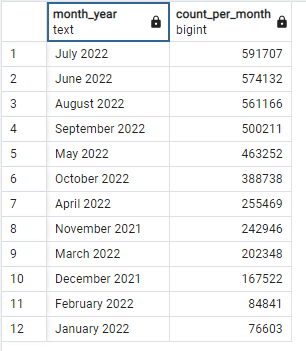 month_year count_per_month
text bigint
1 July 2022 591707
2 June 2022 574132
3 August 2022 561166
4 September 2022 500211
5 May 2022 463252
6 October 2022 388738
7 April 2022 255469
8 November 2021 242946
9 March 2022 202348
10 December 2021 167522
11 February 2022 84841
12 January 2022 76603